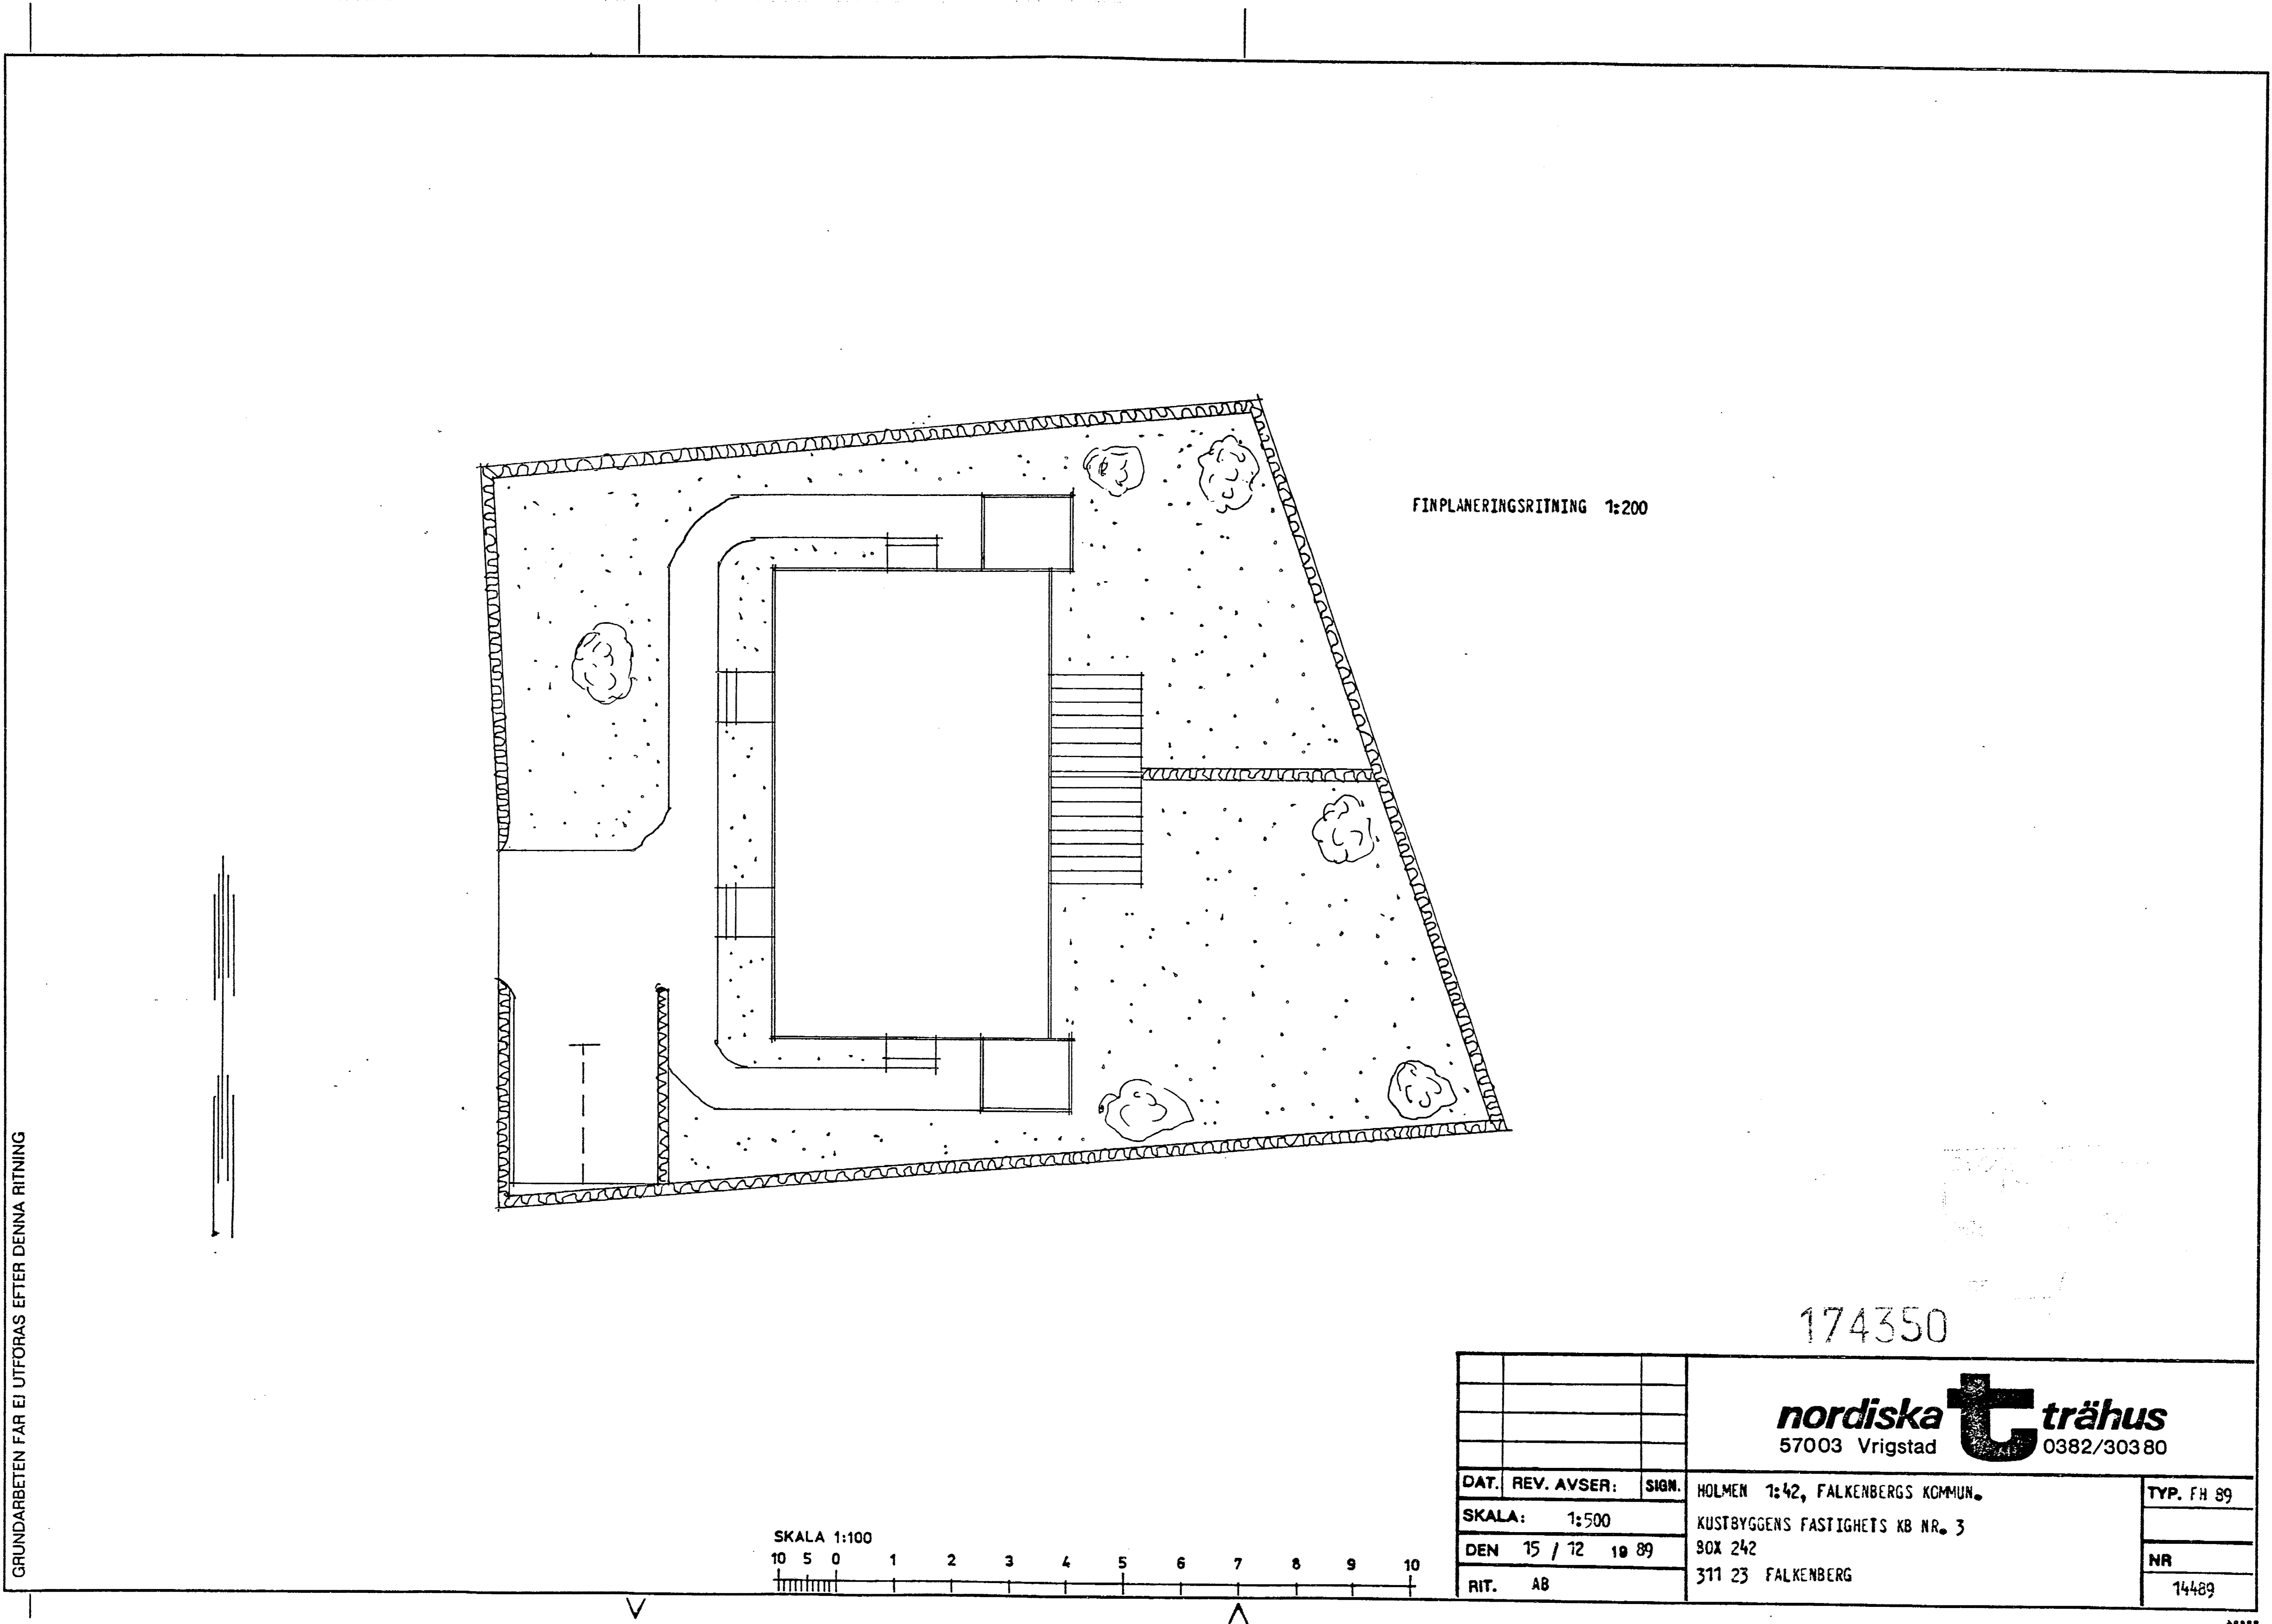 FINPLANERINGSRITNING 1:200
GRUNDARBETEN FÅR EJ UTFÖRAS EFTER DENNA RITNING
174350
nordiska t trähus
57003 Vrigstad 0382/30380
DAT. REV. AVSER: SIGN.
HOLMEN 1:42, FALKENBERGS KOMMUN.
TYP. FH 89
SKALA: 1:500
KUSTBYGGENS FASTIGHETS KB NR. 3
DEN 15 / 12 1989
BOX 242
NR
RIT. AB
311 23 FALKENBERG
14489
SKALA 1:100
10 5 0 1 2 3 4 5 6 7 8 9 10